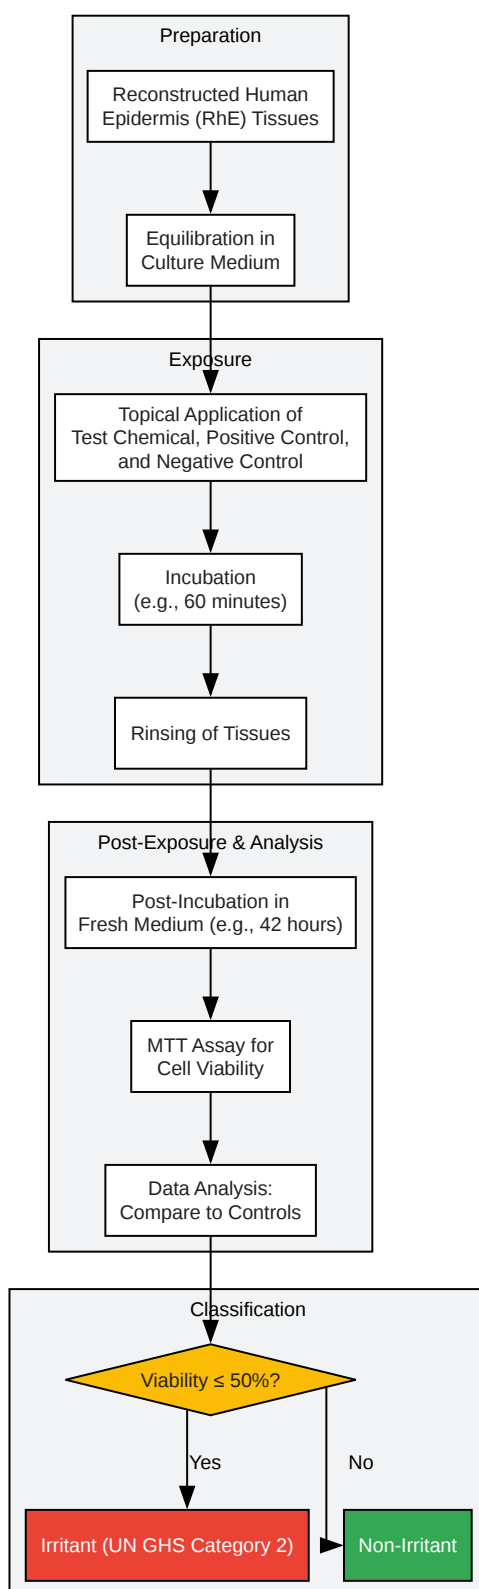 Preparation
Reconstructed Human
Epidermis (RhE) Tissues
Equilibration in
Culture Medium
Exposure
Topical Application of
Test Chemical, Positive Control,
and Negative Control
Incubation
(e.g., 60 minutes)
Rinsing of Tissues
Post-Exposure & Analysis
Post-Incubation in
Fresh Medium (e.g., 42 hours)
MTT Assay for
Cell Viability
Data Analysis:
Compare to Controls
Classification
Viability ≤ 50%?
Yes
No
Irritant (UN GHS Category 2)
Non-Irritant